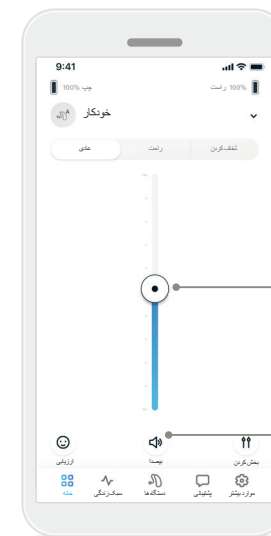 9:41
چپ %100
%100 راست
خودکار
عادی
راحت
شفاف‌کردن
ارزیابی
بیصدا
پخش‌کردن
خانه
سبک زندگی
دستگاه‌ها
پشتیبانی
موارد بیشتر